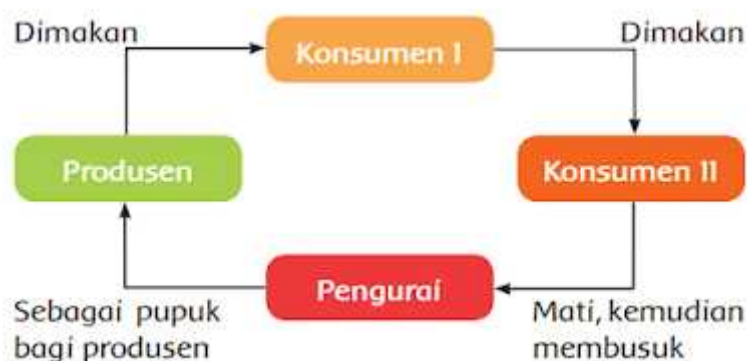 Dimakan
Konsumen I
Dimakan
Produsen
Konsumen II
Pengurai
Sebagai pupuk
bagi produsen
Mati, kemudian
membusuk